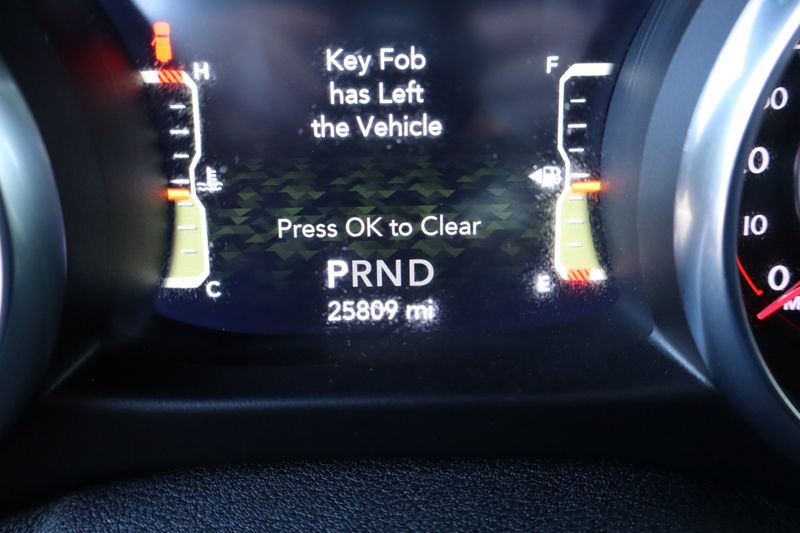 H
Key Fob
has Left
the Vehicle
F
Press OK to Clear
PRND
C
E
25809 mi
0
10
0